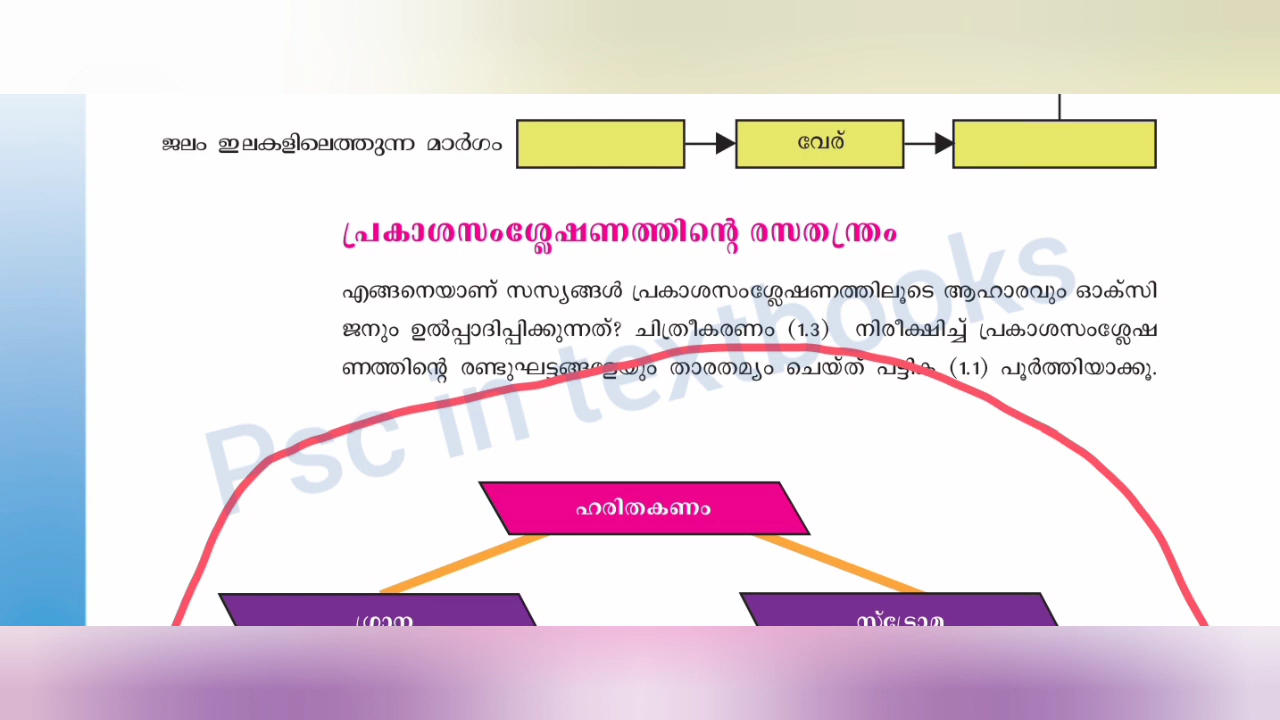 ജലം ഇലകളിലെത്തുന്ന മാർഗം വേര്
പ്രകാശസംശ്ലേഷണത്തിന്റെ രസതന്ത്രം
എങ്ങനെയാണ് സസ്യങ്ങൾ പ്രകാശസംശ്ലേഷണത്തിലൂടെ ആഹാരവും ഓക്സി
ജനും ഉൽപ്പാദിപ്പിക്കുന്നത്? ചിത്രീകരണം (1.3) നിരീക്ഷിച്ച് പ്രകാശസംശ്ലേഷ
ണത്തിന്റെ രണ്ടുഘട്ടങ്ങളേയും താരതമ്യം ചെയ്ത് പട്ടിക (1.1) പൂർത്തിയാക്കൂ.
Psc in textbooks
ഹരിതകണം
ഗ്രാന സ്ട്രോമ